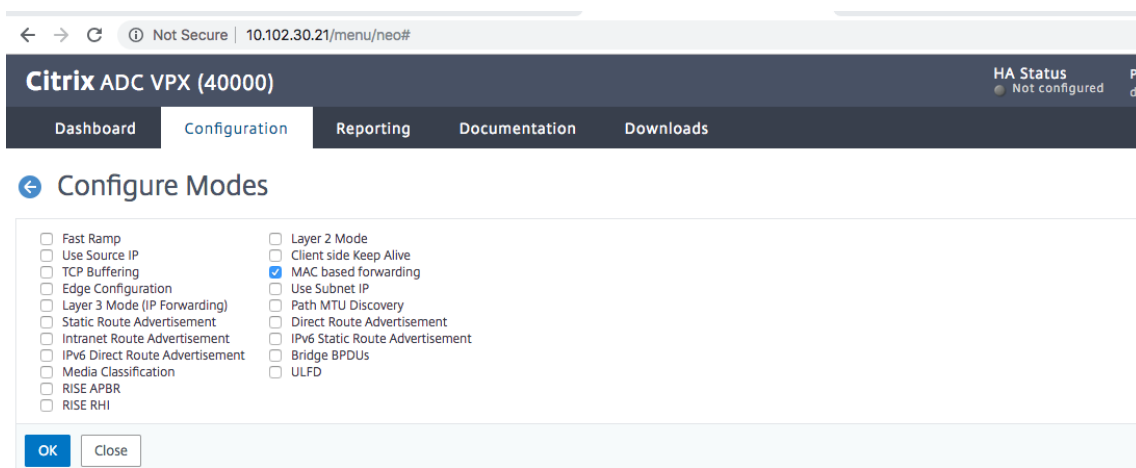 Not Secure | 10.102.30.21/menu/neo#
Citrix ADC VPX (40000)
HA Status
Not configured
P
d
Dashboard Configuration Reporting Documentation Downloads
Configure Modes
Fast Ramp
Use Source IP
TCP Buffering
Edge Configuration
Layer 3 Mode (IP Forwarding)
Static Route Advertisement
Intranet Route Advertisement
IPv6 Direct Route Advertisement
Media Classification
RISE APBR
RISE RHI
Layer 2 Mode
Client side Keep Alive
MAC based forwarding
Use Subnet IP
Path MTU Discovery
Direct Route Advertisement
IPv6 Static Route Advertisement
Bridge BPDUs
ULFD
OK Close